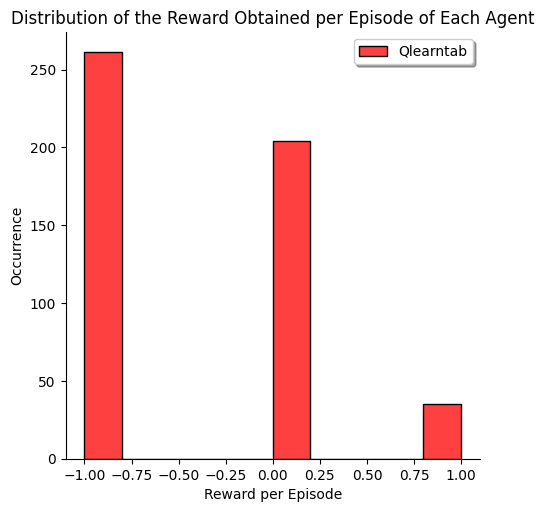 Distribution of the Reward Obtained per Episode of Each Agent
Qlearntab
250
200
150
100
50
0
Occurrence
−1.00 −0.75 −0.50 −0.25 0.00 0.25 0.50 0.75 1.00
Reward per Episode